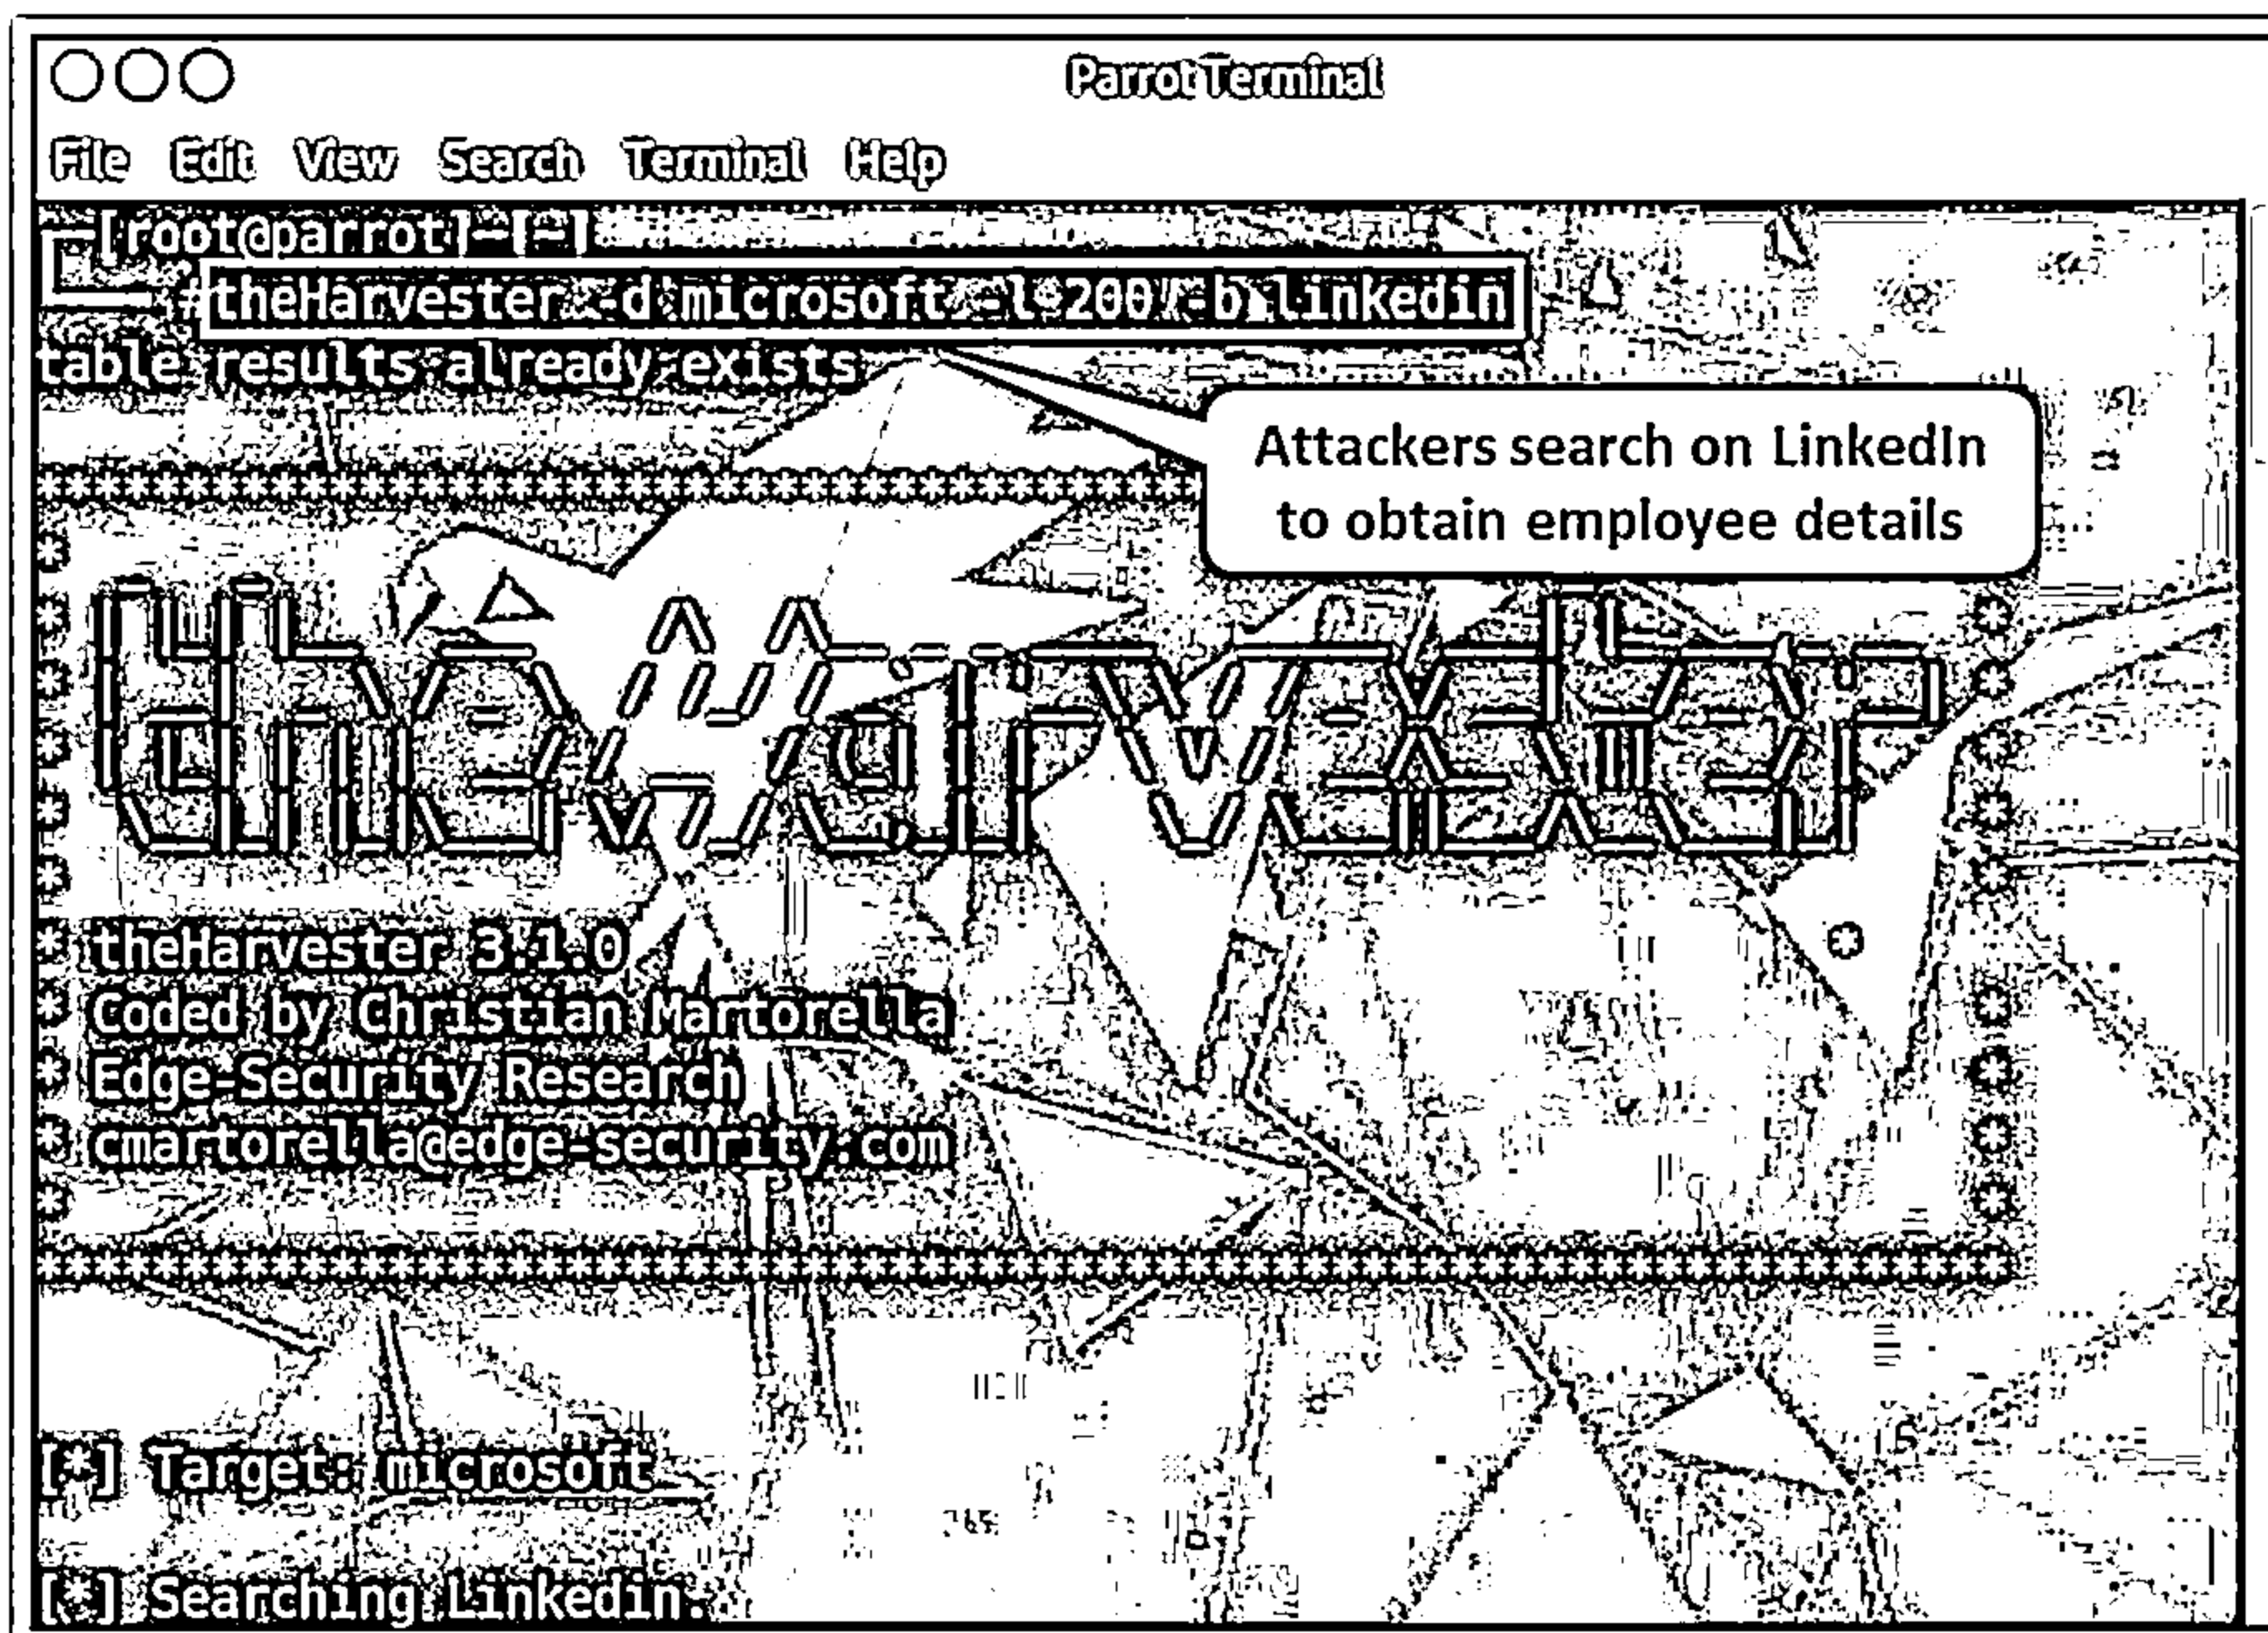 Parrot Terminal
File Edit View Search Terminal Help
[root@parrot]-[~]
#theHarvester -d microsoft -l 200 -b linkedin
table results already exists
Attackers search on LinkedIn
to obtain employee details
*******************************************************************
theHarvester
* theHarvester 3.1.0 *
* Coded by Christian Martorella *
* Edge-Security Research *
* cmartorella@edge-security.com *
*******************************************************************
[*] Target: microsoft
[*] Searching Linkedin.